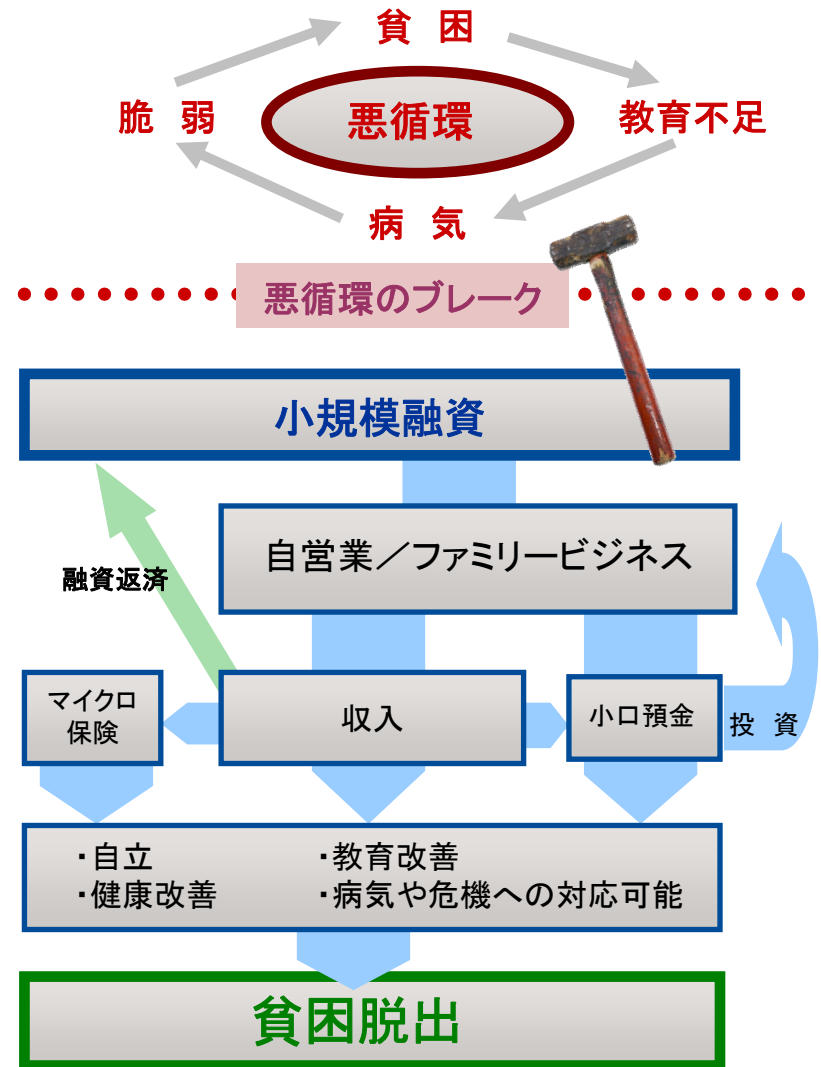 貧 困
脆 弱
悪循環
教育不足
病 気
悪循環のブレーク
小規模融資
自営業／ファミリービジネス
融資返済
マイクロ
保険
収入
小口預金
投 資
・自立
・教育改善
・健康改善
・病気や危機への対応可能
貧困脱出